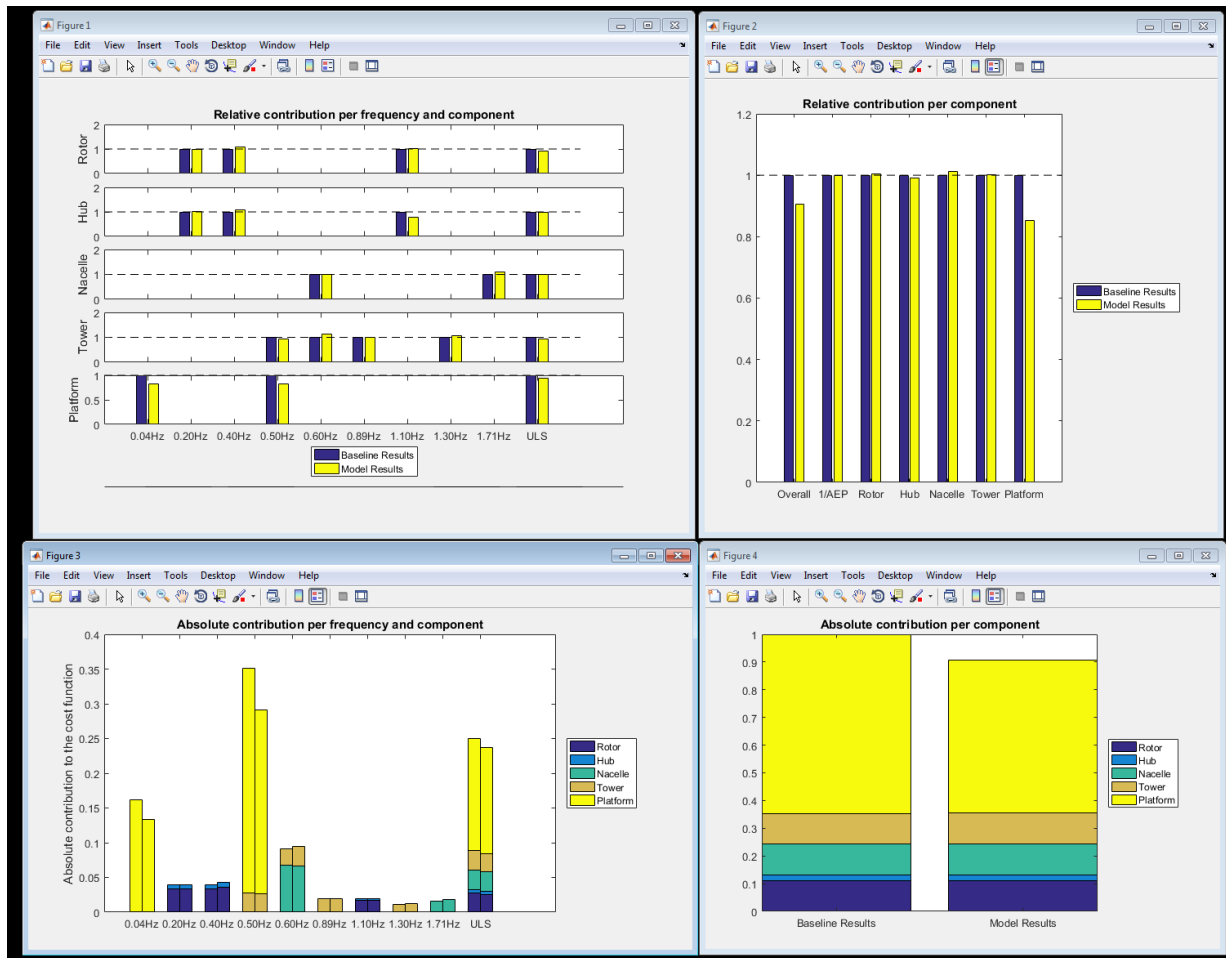 Figure 1
File Edit View Insert Tools Desktop Window Help
Relative contribution per frequency and component
2
1
0
Rotor
2
1
0
Hub
2
1
0
Nacelle
2
1
0
Tower
1
0.5
0
Platform
0.04Hz 0.20Hz 0.40Hz 0.50Hz 0.60Hz 0.89Hz 1.10Hz 1.30Hz 1.71Hz ULS
Baseline Results
Model Results
Figure 2
File Edit View Insert Tools Desktop Window Help
Relative contribution per component
1.2
1
0.8
0.6
0.4
0.2
0
Overall 1/AEP Rotor Hub Nacelle Tower Platform
Baseline Results
Model Results
Figure 3
File Edit View Insert Tools Desktop Window Help
Absolute contribution per frequency and component
Absolute contribution to the cost function
0.4
0.35
0.3
0.25
0.2
0.15
0.1
0.05
0
0.04Hz 0.20Hz 0.40Hz 0.50Hz 0.60Hz 0.89Hz 1.10Hz 1.30Hz 1.71Hz ULS
Rotor
Hub
Nacelle
Tower
Platform
Figure 4
File Edit View Insert Tools Desktop Window Help
Absolute contribution per component
1
0.9
0.8
0.7
0.6
0.5
0.4
0.3
0.2
0.1
0
Baseline Results Model Results
Rotor
Hub
Nacelle
Tower
Platform